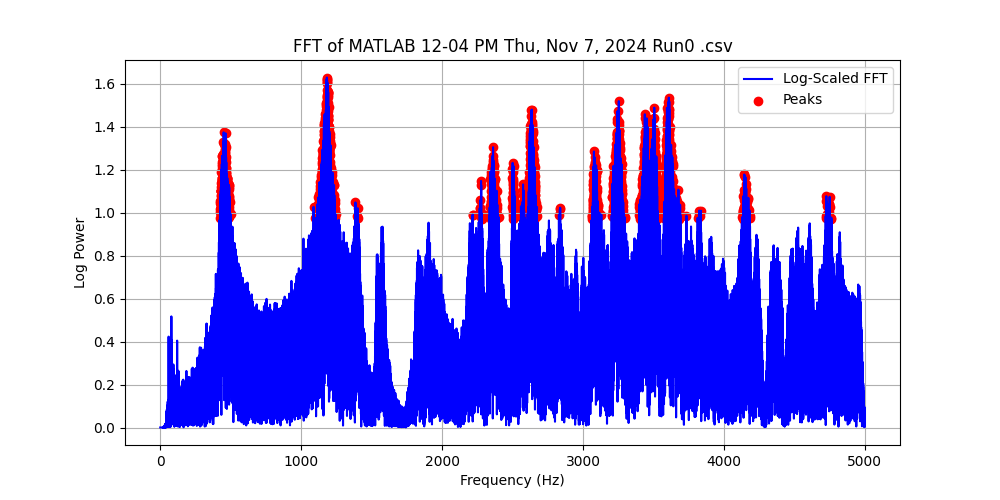 FFT of MATLAB 12-04 PM Thu, Nov 7, 2024 Run0 .csv
Log-Scaled FFT
Peaks
Log Power
1.6
1.4
1.2
1.0
0.8
0.6
0.4
0.2
0.0
0 1000 2000 3000 4000 5000
Frequency (Hz)